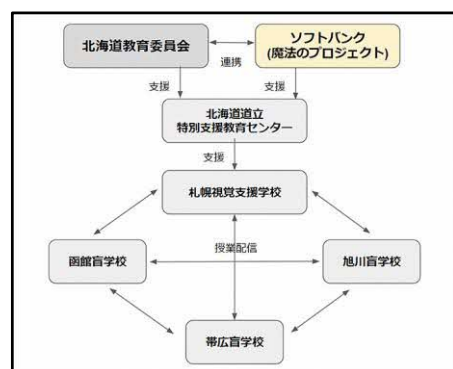 北海道教育委員会
ソフトバンク
(魔法のプロジェクト)
連携
支援
支援
北海道道立
特別支援教育センター
支援
札幌視覚支援学校
函館盲学校
授業配信
旭川盲学校
帯広盲学校